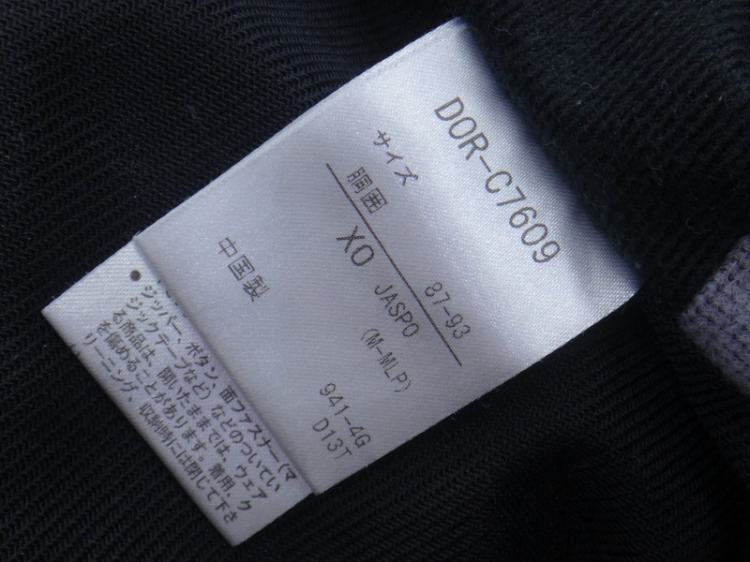 DOR-C7609
サイズ
胴囲 87-93
XO JASPO
(M-MLP)
中国製
941-4G
D13T
●ジッパー、ボタン、面ファスナー(マ
ジックテープなど)などのついてい
る商品は、開いたままでは、ウェア
を傷めることがあります。着用、ク
リーニング、収納時には閉じて下さ